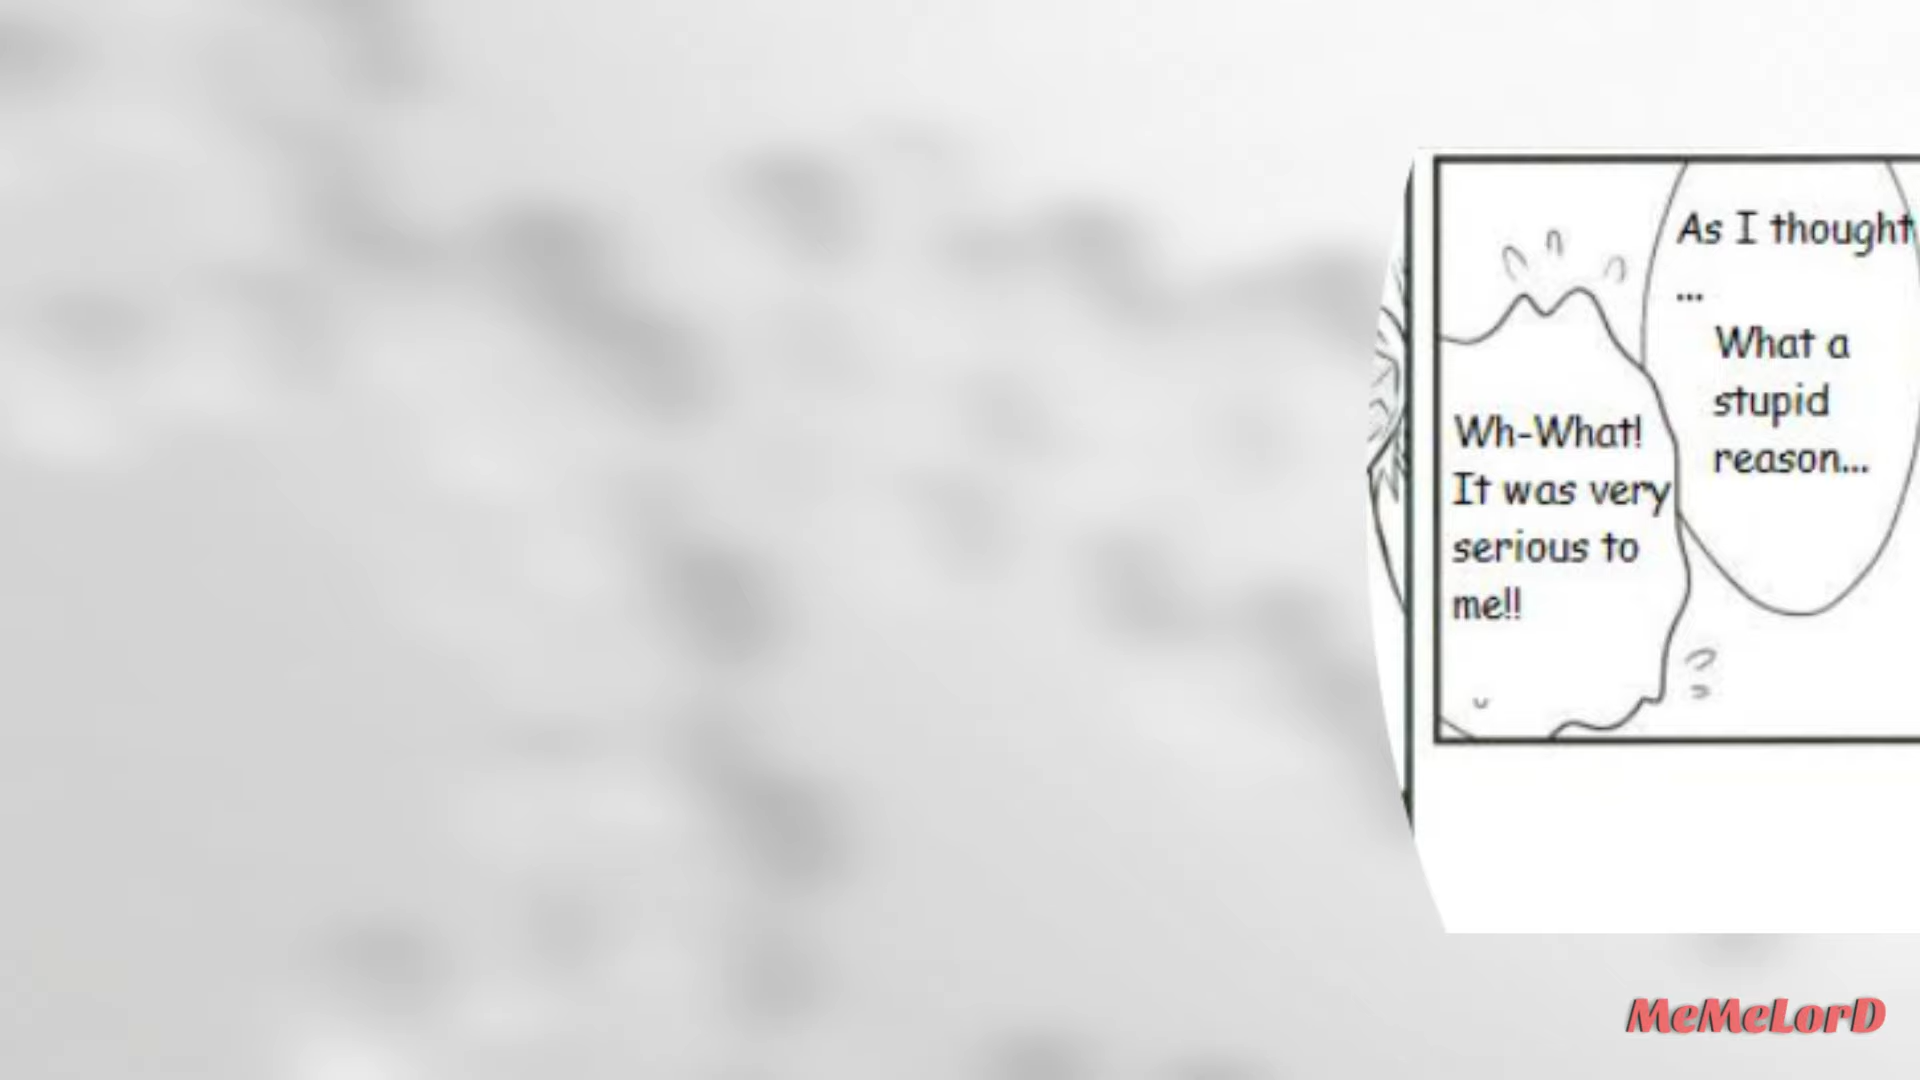 As I thought
...
What a
stupid
reason...
Wh-What!
It was very
serious to
me!!
MeMeLorD